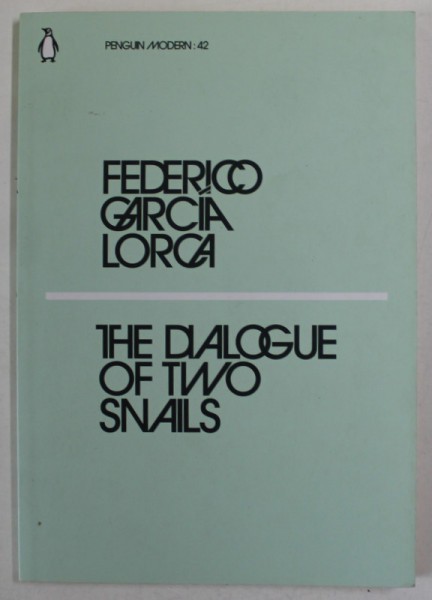 PENGUIN MODERN : 42
FEDERICO
GARCÍA
LORCA
THE DIALOGUE
OF TWO
SNAILS